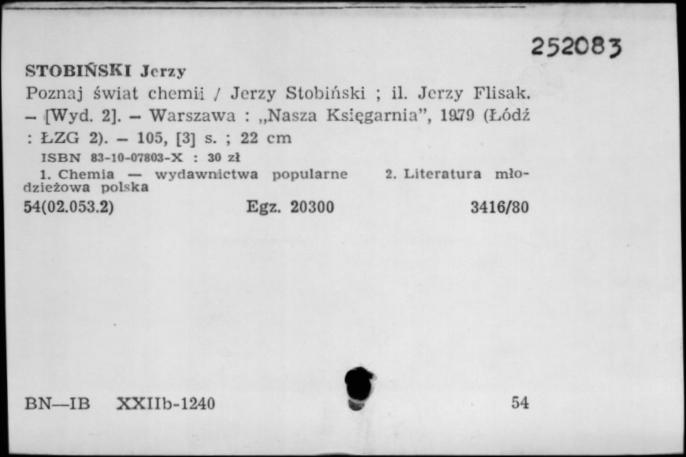 252083
STOBIŃSKI Jerzy
Poznaj świat chemii / Jerzy Stobiński ; il. Jerzy Flisak.
— [Wyd. 2]. — Warszawa : „Nasza Księgarnia”, 1979 (Łódź
: ŁZG 2). — 105, [3] s. ; 22 cm
ISBN 83-10-07803-X : 30 zł
1. Chemia — wydawnictwa popularne 2. Literatura mło-
dzieżowa polska
54(02.053.2) Egz. 20300 3416/80
BN—IB XXIIb-1240 54